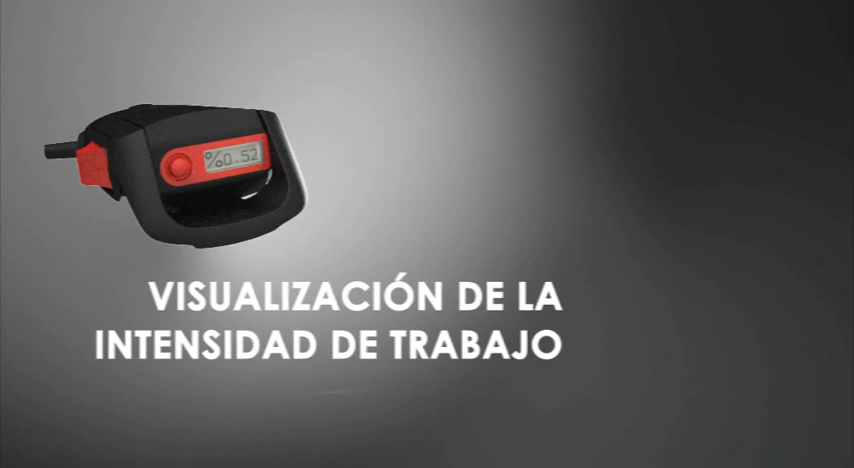 %0.52
VISUALIZACIÓN DE LA
INTENSIDAD DE TRABAJO